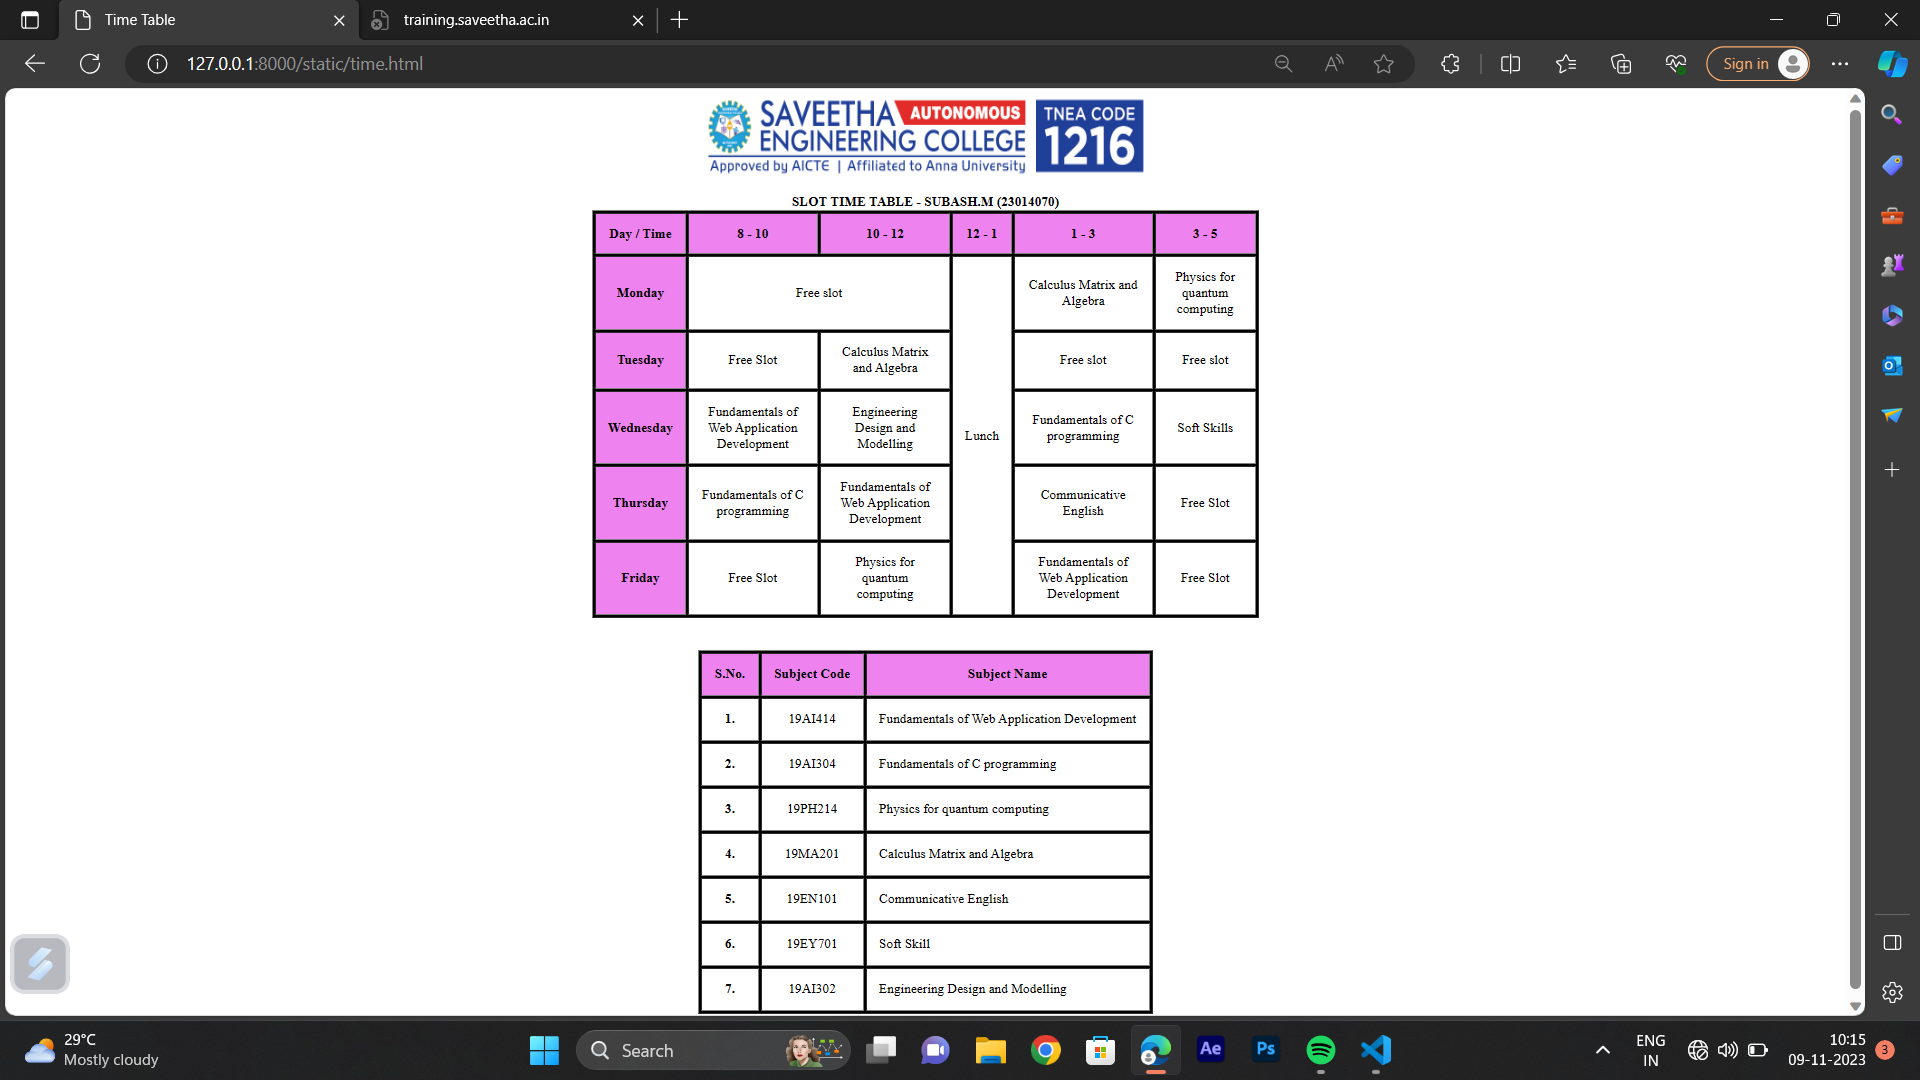 Time Table
training.saveetha.ac.in
127.0.0.1:8000/static/time.html
Sign in
SAVEETHA AUTONOMOUS
ENGINEERING COLLEGE
Approved by AICTE | Affiliated to Anna University
TNEA CODE
1216
SLOT TIME TABLE - SUBASH.M (23014070)
Day / Time 8 - 10 10 - 12 12 - 1 1 - 3 3 - 5
Monday
Free slot
Lunch
Calculus Matrix and
Algebra
Physics for
quantum
computing
Tuesday
Free Slot
Calculus Matrix
and Algebra
Free slot
Free slot
Wednesday
Fundamentals of
Web Application
Development
Engineering
Design and
Modelling
Fundamentals of C
programming
Soft Skills
Thursday
Fundamentals of C
programming
Fundamentals of
Web Application
Development
Communicative
English
Free Slot
Friday
Free Slot
Physics for
quantum
computing
Fundamentals of
Web Application
Development
Free Slot
S.No. Subject Code Subject Name
1. 19AI414 Fundamentals of Web Application Development
2. 19AI304 Fundamentals of C programming
3. 19PH214 Physics for quantum computing
4. 19MA201 Calculus Matrix and Algebra
5. 19EN101 Communicative English
6. 19EY701 Soft Skill
7. 19AI302 Engineering Design and Modelling
29°C
Mostly cloudy
Search
Ae
Ps
ENG
IN
10:15
09-11-2023
3